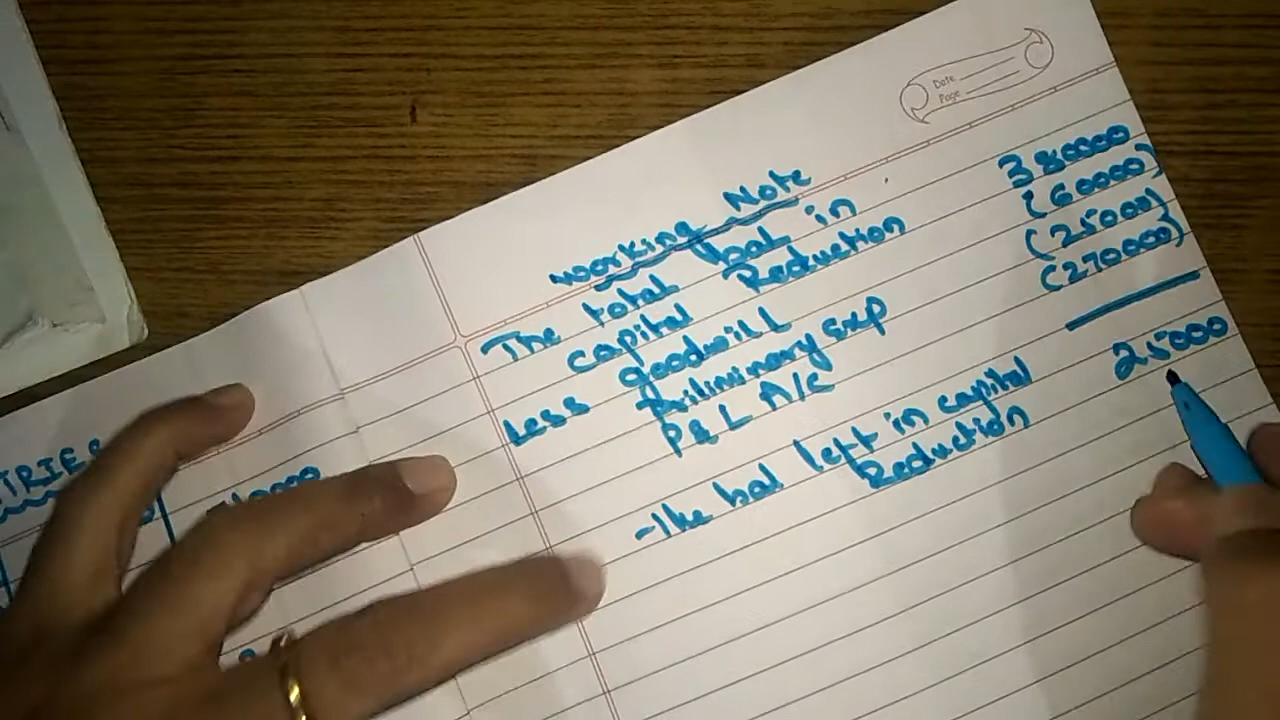 Date
Page
Working Note
The total bal in 380000
capital Reduction (60000)
Less goodwill (25000)
Priliminary Exp (270000)
P&L A/C
The bal left in capital 25000
Reduction